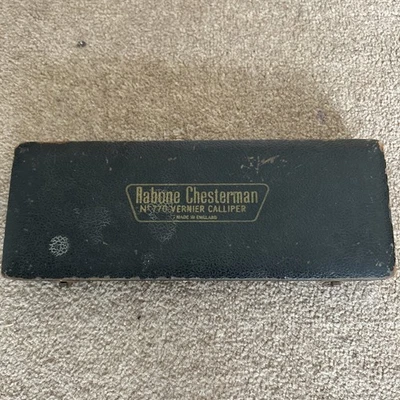 Rabone Chesterman
No 770 VERNIER CALLIPER
MADE IN ENGLAND